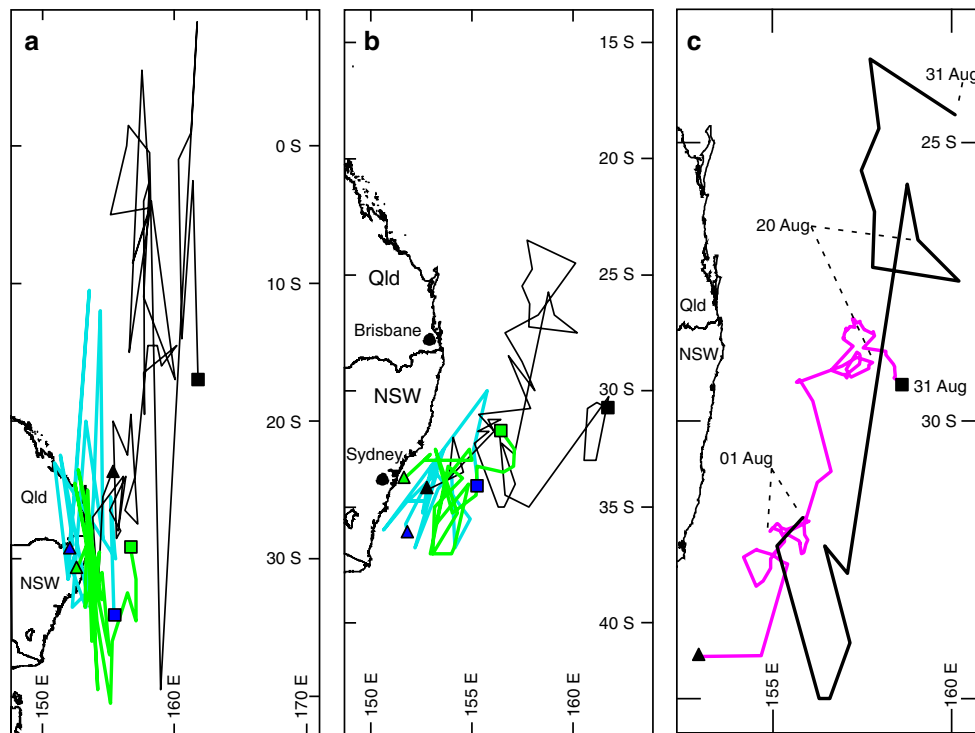 a
0 S
10 S
20 S
30 S
170 E
Qld
NSW
150 E
160 E
b
15 S
20 S
25 S
30 S
35 S
40 S
Qld
Brisbane
NSW
Sydney
150 E
155 E
160 E
c
31 Aug
25 S
20 Aug
Qld
NSW
31 Aug
30 S
01 Aug
155 E
160 E